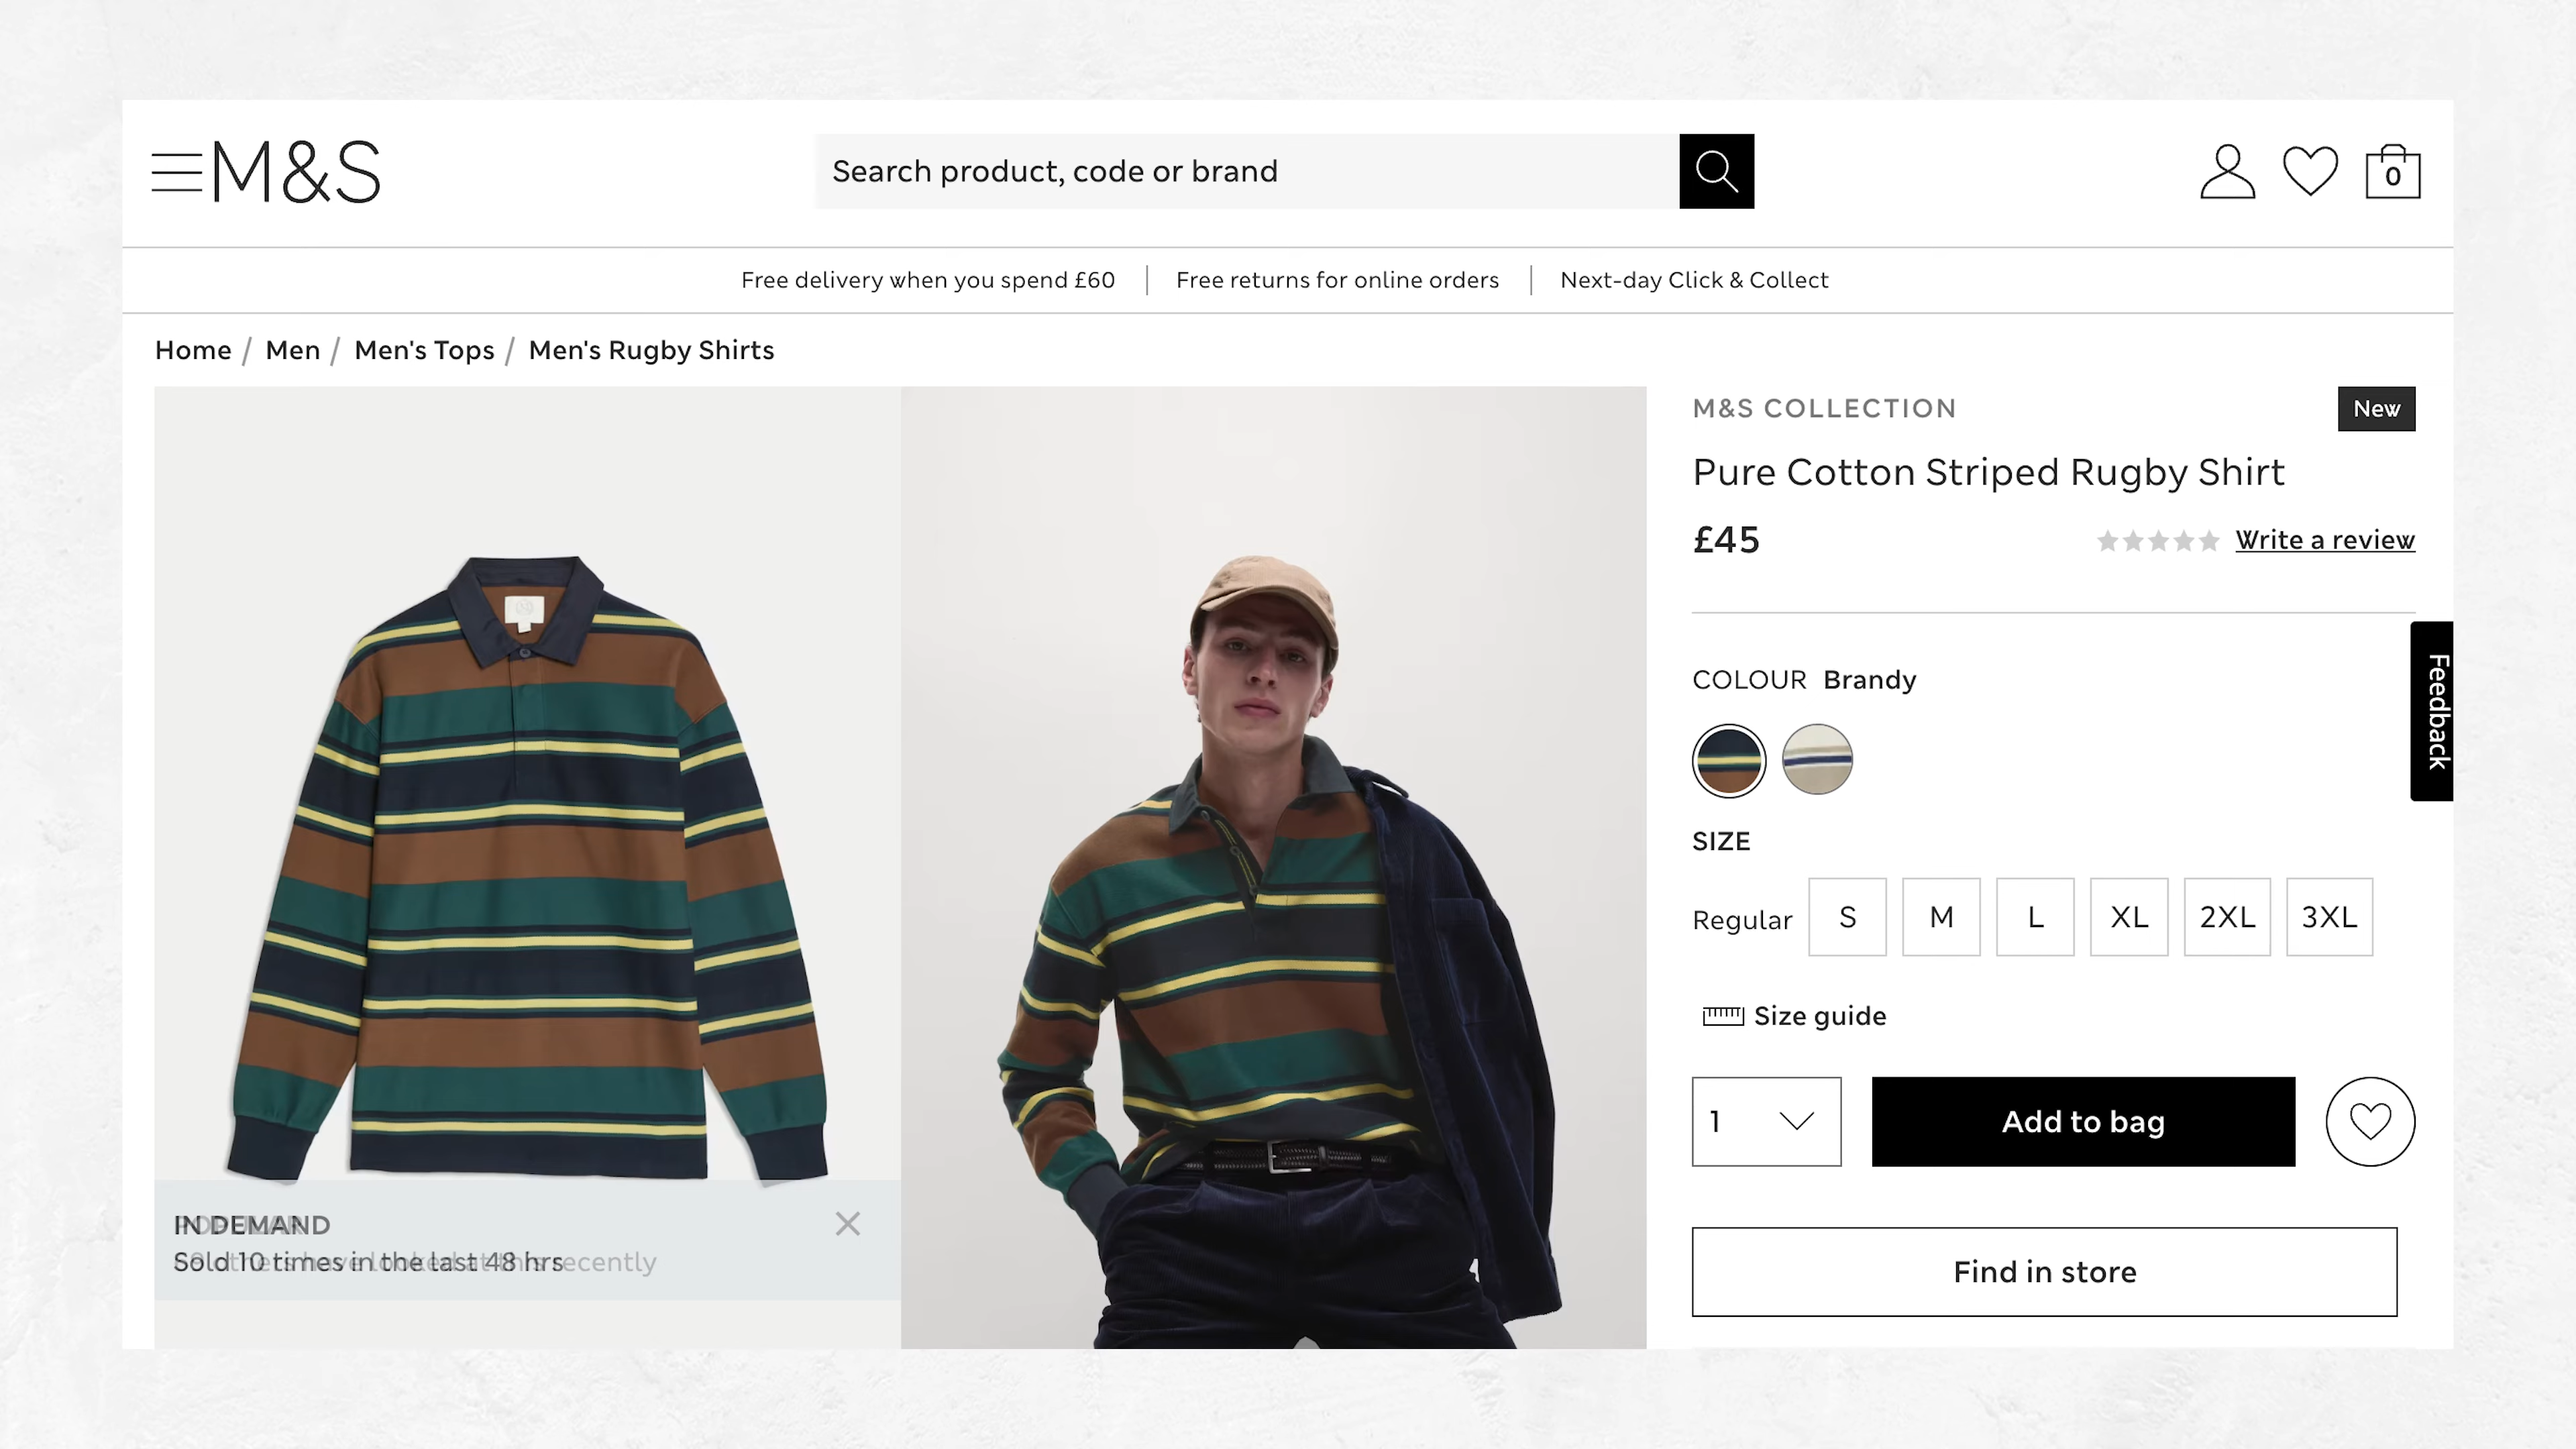 M&S
Search product, code or brand
0
Free delivery when you spend £60
Free returns for online orders
Next-day Click & Collect
Home / Men / Men's Tops / Men's Rugby Shirts
M&S COLLECTION
New
Pure Cotton Striped Rugby Shirt
£45
Write a review
COLOUR Brandy
Feedback
SIZE
Regular S M L XL 2XL 3XL
Size guide
1
Add to bag
Find in store
IN DEMAND
Sold 10 times in the last 48 hrs
recently